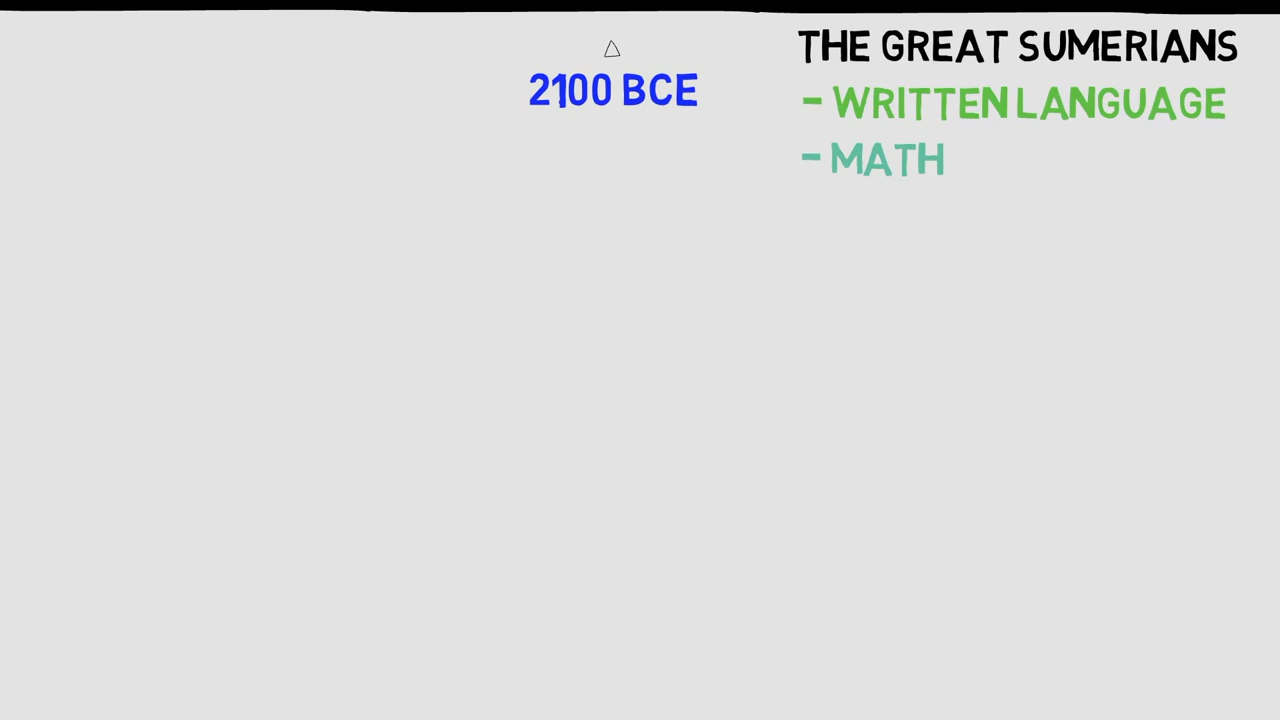 2100 BCE
THE GREAT SUMERIANS
- WRITTEN LANGUAGE
- MATH